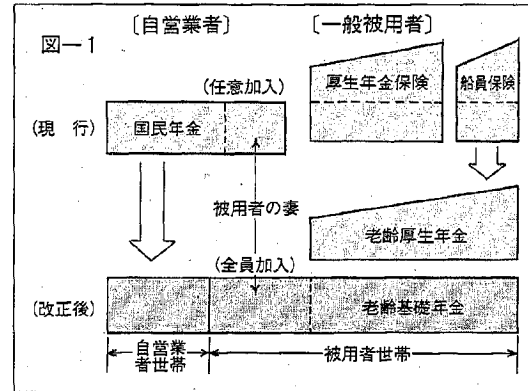 図―1
〔自営業者〕 〔一般被用者〕
(任意加入)
厚生年金保険
船員保険
(現 行)
国民年金
被用者の妻
老齢厚生年金
(全員加入)
(改正後)
老齢基礎年金
自営業
者世帯
被用者世帯